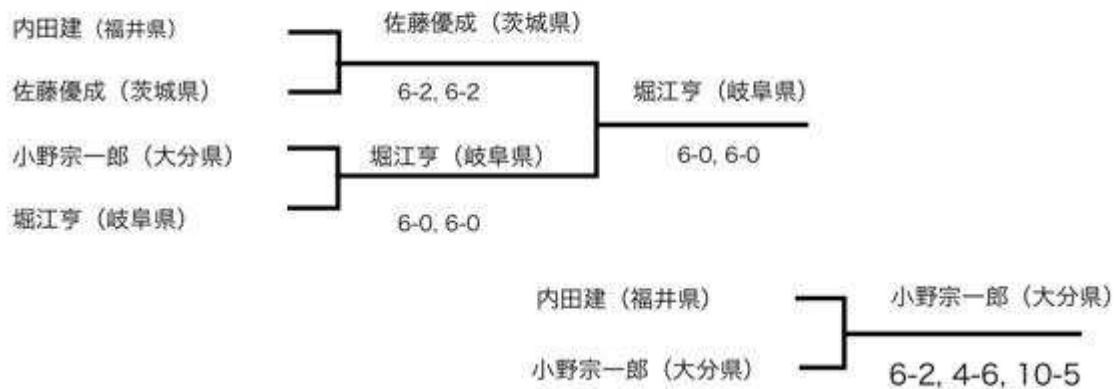 内田建（福井県）
佐藤優成（茨城県）
佐藤優成（茨城県）
6-2, 6-2
堀江亨（岐阜県）
6-0, 6-0
小野宗一郎（大分県）
堀江亨（岐阜県）
堀江亨（岐阜県）
6-0, 6-0
内田建（福井県）
小野宗一郎（大分県）
小野宗一郎（大分県）
6-2, 4-6, 10-5